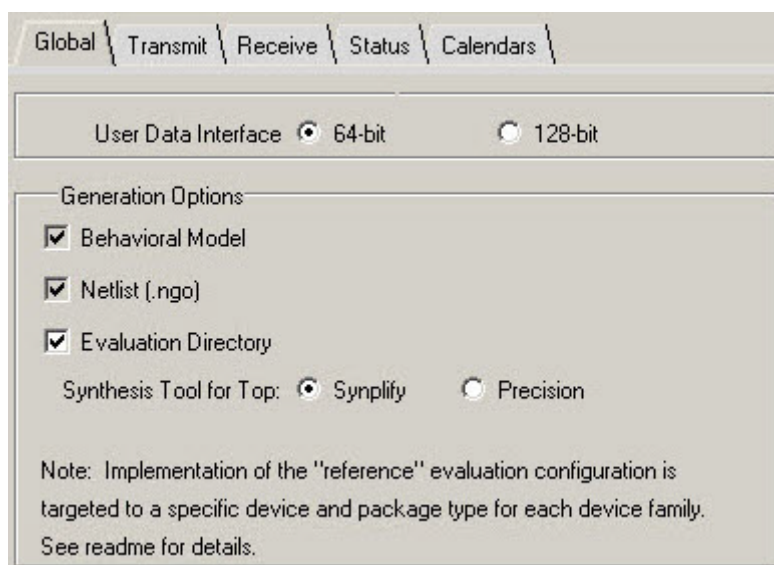 Global Transmit Receive Status Calendars
User Data Interface 64-bit 128-bit
Generation Options
Behavioral Model
Netlist (.ngo)
Evaluation Directory
Synthesis Tool for Top: Synplify Precision
Note: Implementation of the "reference" evaluation configuration is
targeted to a specific device and package type for each device family.
See readme for details.